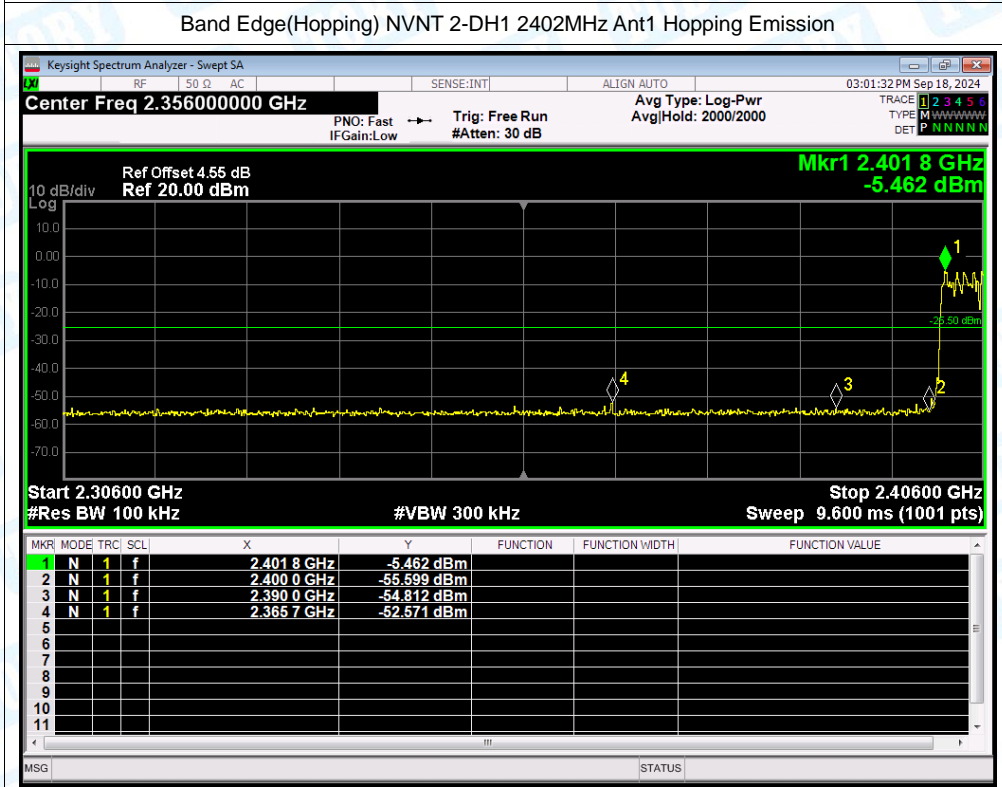 Band Edge(Hopping) NVNT 2-DH1 2402MHz Ant1 Hopping Emission
Keysight Spectrum Analyzer - Swept SA
LXI RF 50 Ω AC SENSE:INT ALIGN AUTO 03:01:32 PM Sep 18, 2024
Center Freq 2.356000000 GHz
PNO: Fast
IFGain:Low
Trig: Free Run
#Atten: 30 dB
Avg Type: Log-Pwr
Avg|Hold: 2000/2000
TRACE 1 2 3 4 5 6
TYPE M W W W W W
DET P N N N N N
Ref Offset 4.55 dB
Ref 20.00 dBm
10 dB/div
Log
Mkr1 2.401 8 GHz
-5.462 dBm
10.0
0.00
-10.0
-20.0
-30.0
-40.0
-50.0
-60.0
-70.0
1
-25.50 dBm
4
3
2
Start 2.30600 GHz
#Res BW 100 kHz
#VBW 300 kHz
Stop 2.40600 GHz
Sweep 9.600 ms (1001 pts)
MKR MODE TRC SCL X Y FUNCTION FUNCTION WIDTH FUNCTION VALUE
1 N 1 f 2.401 8 GHz -5.462 dBm
2 N 1 f 2.400 0 GHz -55.599 dBm
3 N 1 f 2.390 0 GHz -54.812 dBm
4 N 1 f 2.365 7 GHz -52.571 dBm
5
6
7
8
9
10
11
MSG STATUS